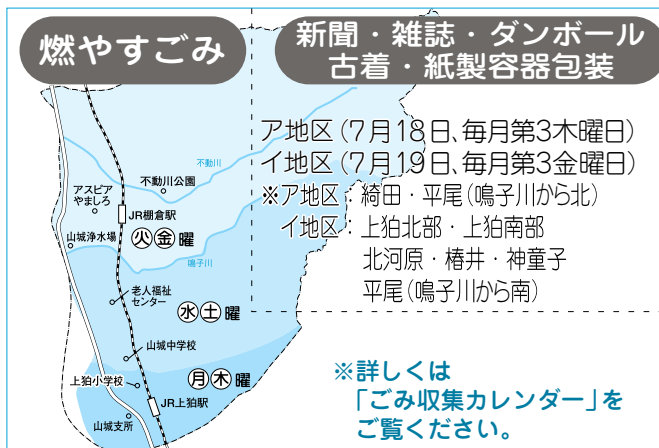 燃やすごみ
新聞・雑誌・ダンボール
古着・紙製容器包装
ア地区(7月18日、毎月第3木曜日)
イ地区(7月19日、毎月第3金曜日)
※ア地区：綺田・平尾(鳴子川から北)
イ地区：上狛北部・上狛南部
北河原・椿井・神童子
平尾(鳴子川から南)
不動川
不動川公園
アスピア
やましろ
JR棚倉駅
山城浄水場
火金曜
鳴子川
老人福祉
センター
水土曜
山城中学校
上狛小学校
月木曜
JR上狛駅
山城支所
※詳しくは
「ごみ収集カレンダー」を
ご覧ください。